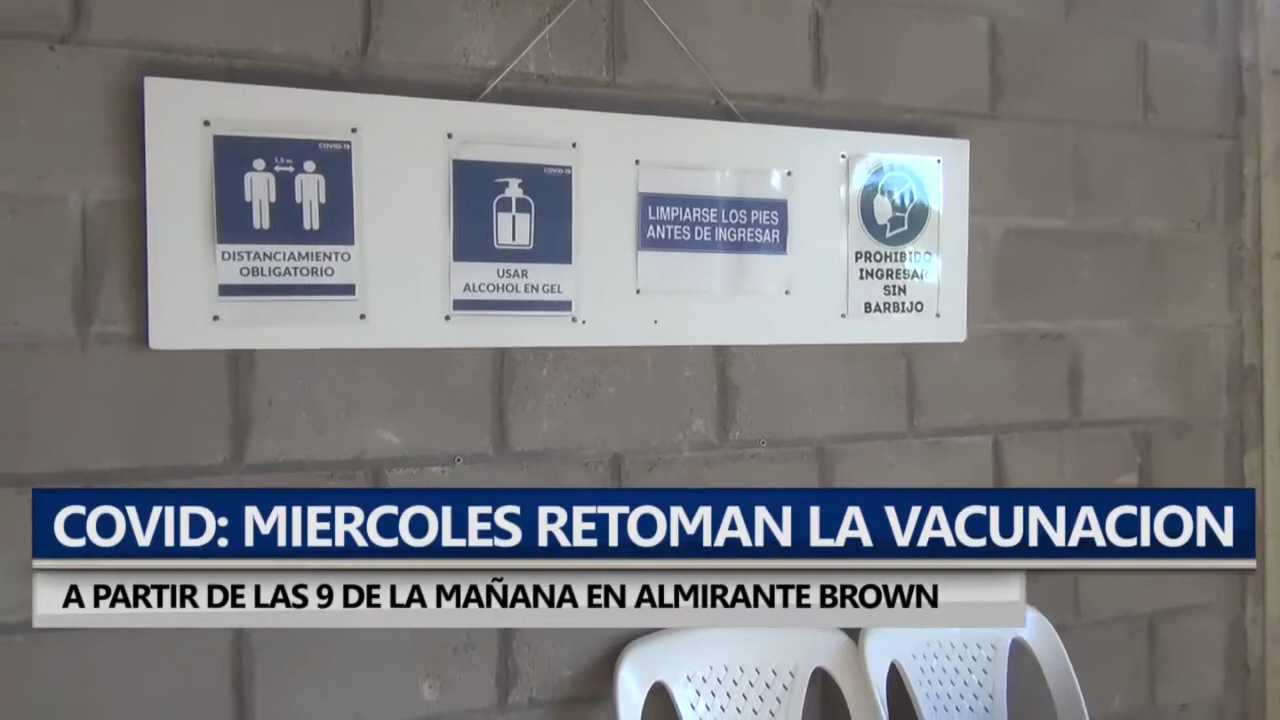 COVID-19
1,5 m
DISTANCIAMIENTO
OBLIGATORIO
COVID-19
USAR
ALCOHOL EN GEL
LIMPIARSE LOS PIES
ANTES DE INGRESAR
PROHIBIDO
INGRESAR
SIN
BARBIJO
COVID: MIERCOLES RETOMAN LA VACUNACION
A PARTIR DE LAS 9 DE LA MAÑANA EN ALMIRANTE BROWN